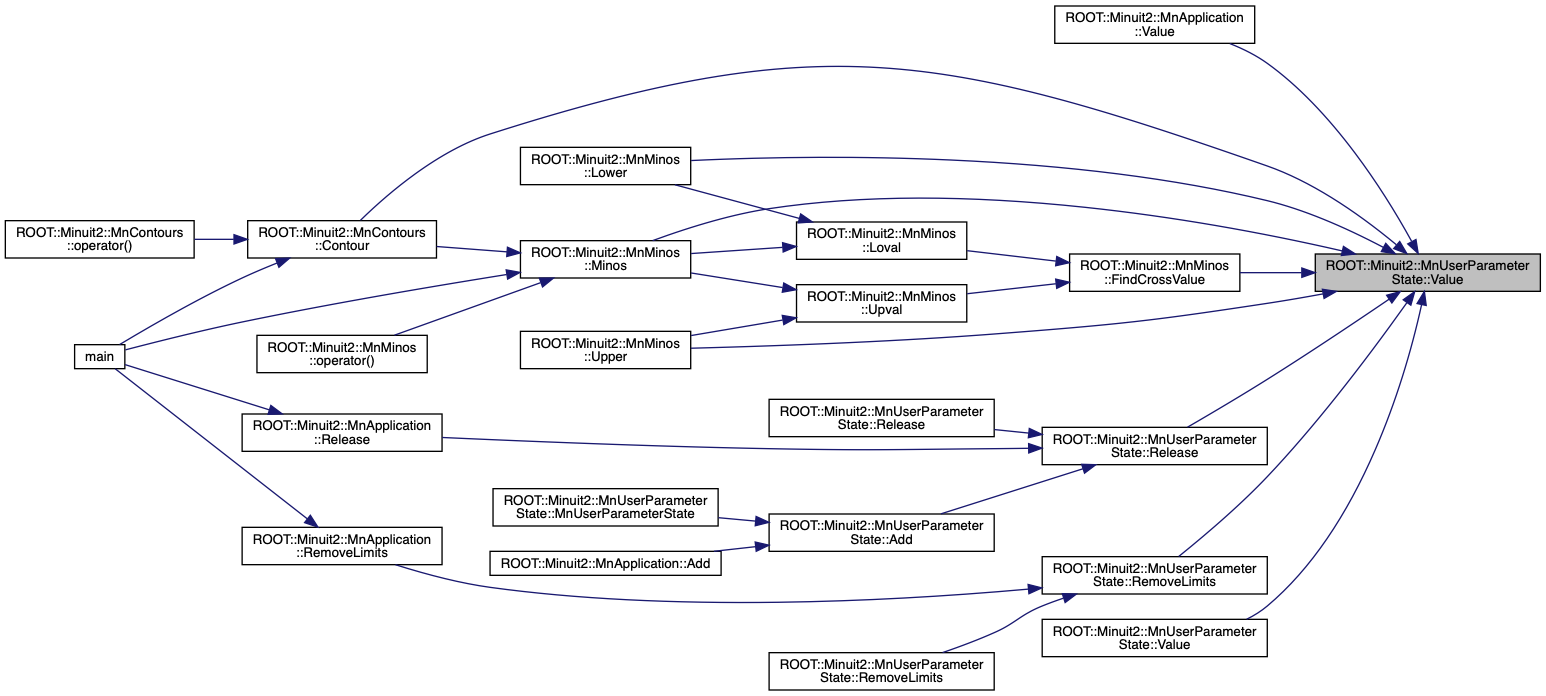 ROOT::Minuit2::MnApplication
::Value
ROOT::Minuit2::MnMinos
::Lower
ROOT::Minuit2::MnContours
::operator()
ROOT::Minuit2::MnContours
::Contour
ROOT::Minuit2::MnMinos
::Minos
ROOT::Minuit2::MnMinos
::Loval
ROOT::Minuit2::MnMinos
::FindCrossValue
ROOT::Minuit2::MnUserParameter
State::Value
ROOT::Minuit2::MnMinos
::Upval
main
ROOT::Minuit2::MnMinos
::operator()
ROOT::Minuit2::MnMinos
::Upper
ROOT::Minuit2::MnApplication
::Release
ROOT::Minuit2::MnUserParameter
State::Release
ROOT::Minuit2::MnUserParameter
State::Release
ROOT::Minuit2::MnUserParameter
State::MnUserParameterState
ROOT::Minuit2::MnUserParameter
State::Add
ROOT::Minuit2::MnApplication
::RemoveLimits
ROOT::Minuit2::MnApplication::Add
ROOT::Minuit2::MnUserParameter
State::RemoveLimits
ROOT::Minuit2::MnUserParameter
State::Value
ROOT::Minuit2::MnUserParameter
State::RemoveLimits